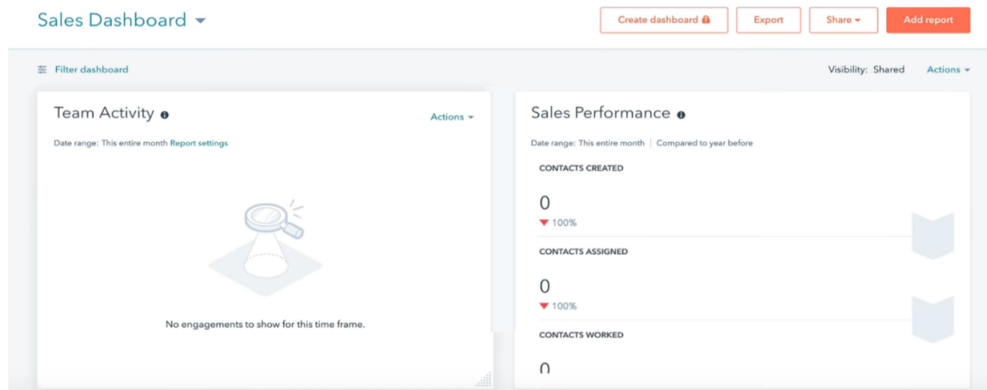 Sales Dashboard
Create dashboard
Export
Share
Add report
Filter dashboard
Visibility: Shared
Actions
Team Activity
Actions
Date range: This entire month Report settings
No engagements to show for this time frame.
Sales Performance
Date range: This entire month | Compared to year before
CONTACTS CREATED
0
100%
CONTACTS ASSIGNED
0
100%
CONTACTS WORKED
0